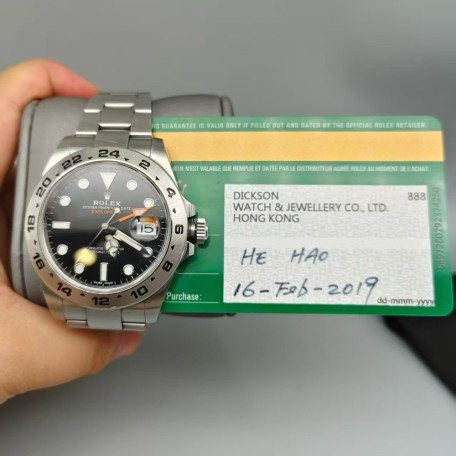 GUARANTEE IS VALID ONLY IF FILLED OUT AND DATED BY THE OFFICIAL ROLEX RETAILER
N'EST VALABLE QUE REMPLIE ET DATÉE PAR LE DISTRIBUTEUR AGRÉÉ ROLEX AU MOMENT DE L'ACHAT
DICKSON 888
WATCH & JEWELLERY CO., LTD.
HONG KONG
HE HAO
Purchase: 16-Feb-2019
dd-mmm-yyyy
ROLEX
OYSTER PERPETUAL DATE
EXPLORER
15
24 2 4 6 8 10 12 14 16 18 20 22